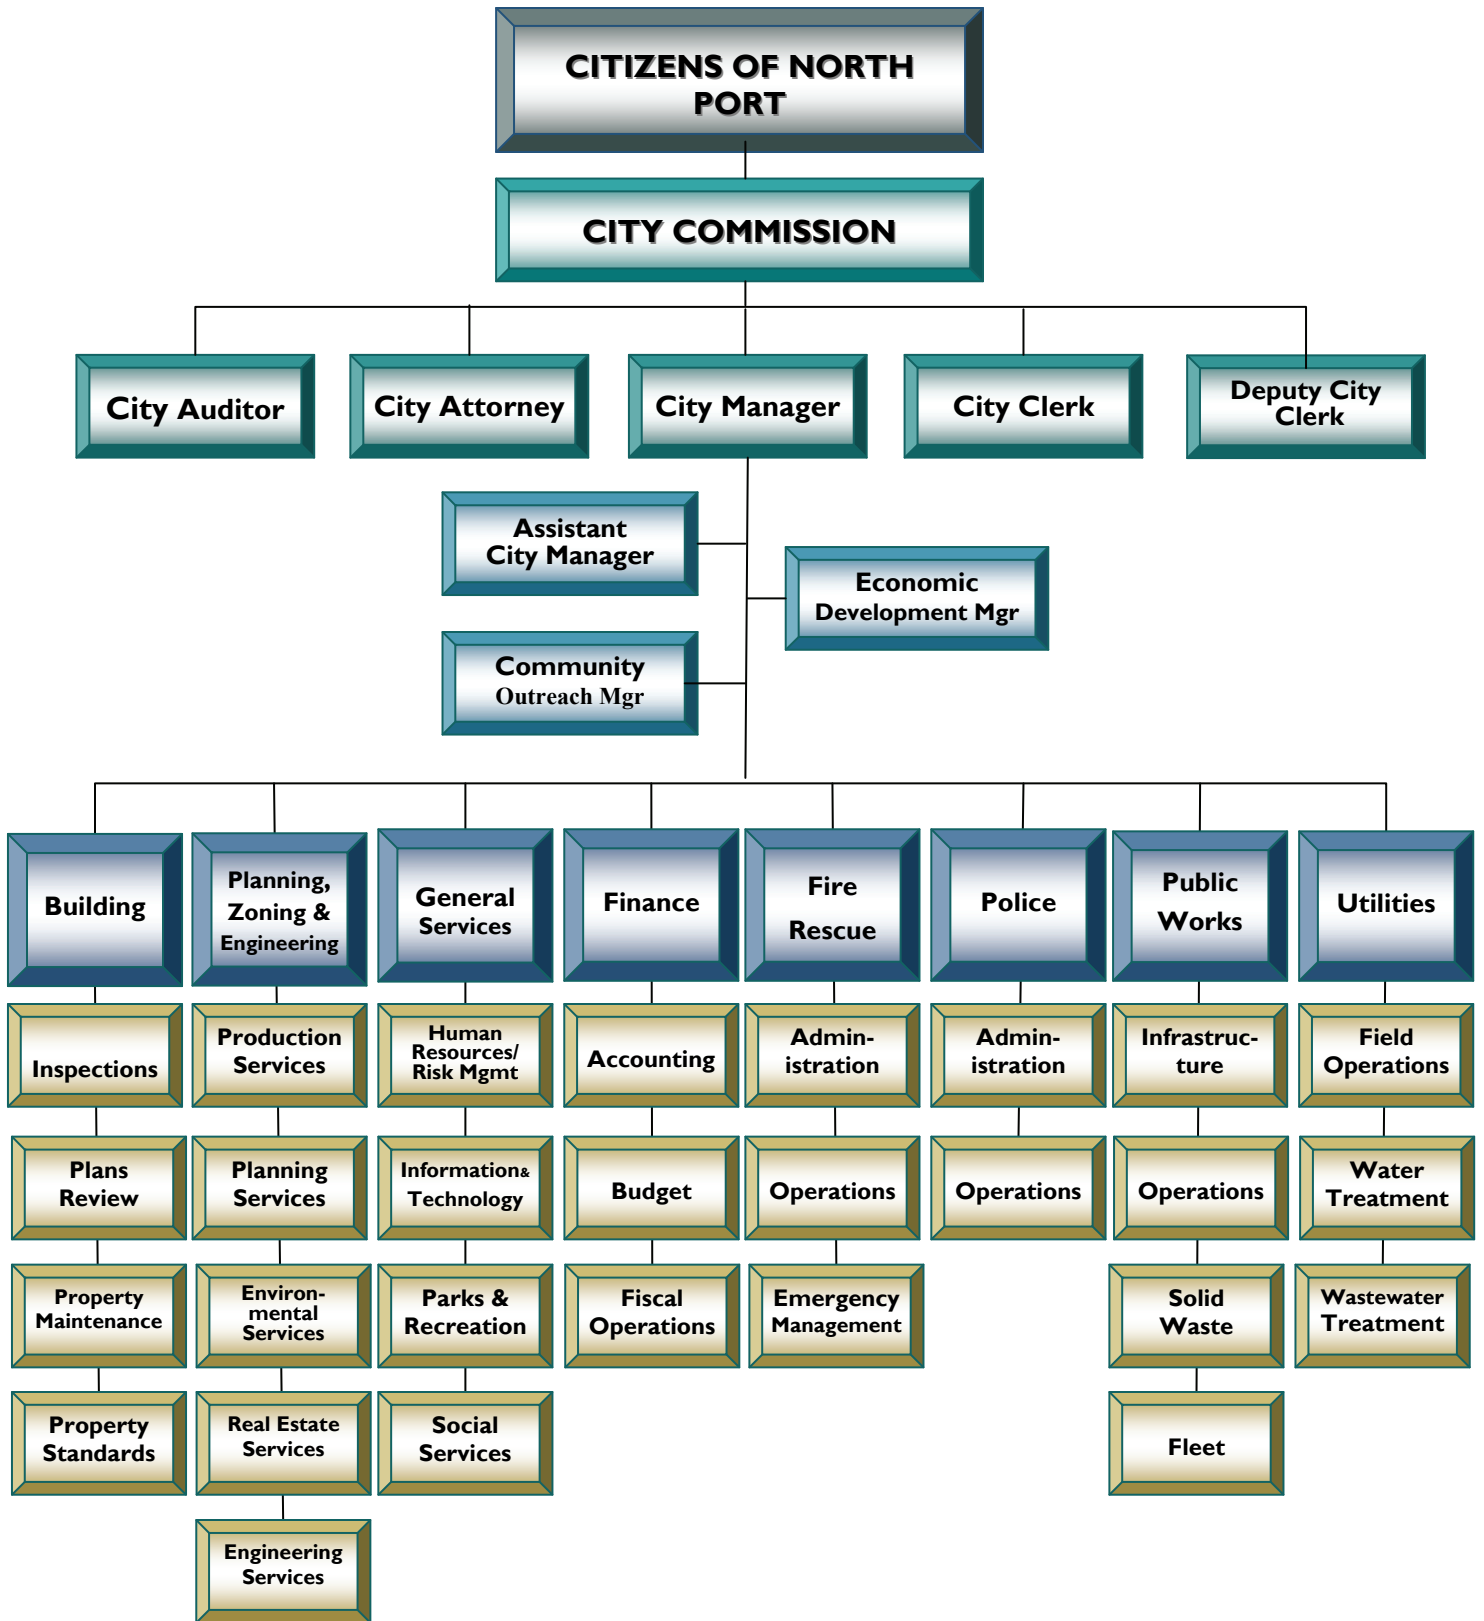 CITIZENS OF NORTH
PORT
CITY COMMISSION
City Auditor
City Attorney
City Manager
City Clerk
Deputy City
Clerk
Assistant
City Manager
Economic
Development Mgr
Community
Outreach Mgr
Building
Planning,
Zoning &
Engineering
General
Services
Finance
Fire
Rescue
Police
Public
Works
Utilities
Inspections
Production
Services
Human
Resources/
Risk Mgmt
Accounting
Admin-
istration
Admin-
istration
Infrastruc-
ture
Field
Operations
Plans
Review
Planning
Services
Information&
Technology
Budget
Operations
Operations
Operations
Water
Treatment
Property
Maintenance
Environ-
mental
Services
Parks &
Recreation
Fiscal
Operations
Emergency
Management
Solid
Waste
Wastewater
Treatment
Property
Standards
Real Estate
Services
Social
Services
Fleet
Engineering
Services